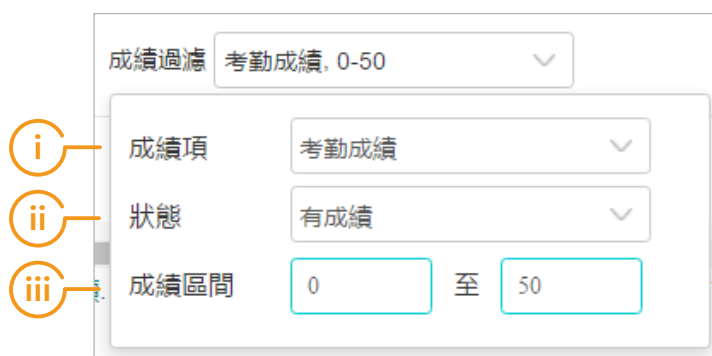 成績過濾 考勤成績, 0-50
i 成績項 考勤成績
ii 狀態 有成績
iii 成績區間 0 至 50